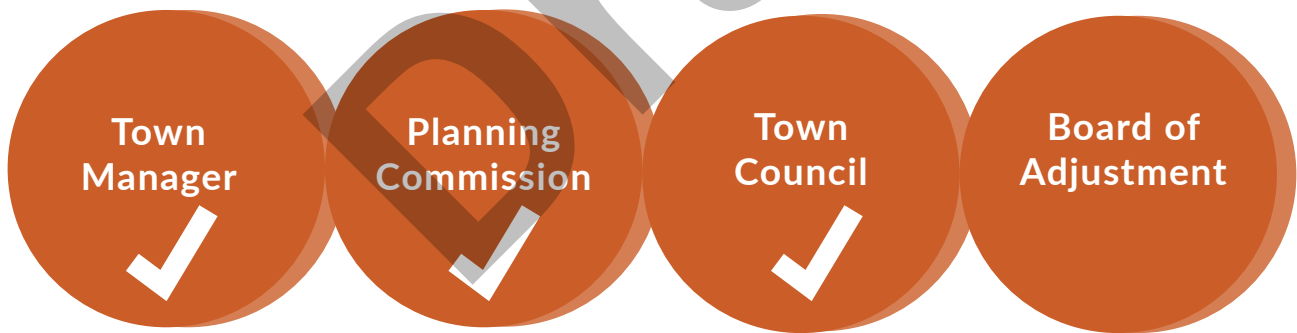 Town
Manager
Planning
Commission
Town
Council
Board of
Adjustment